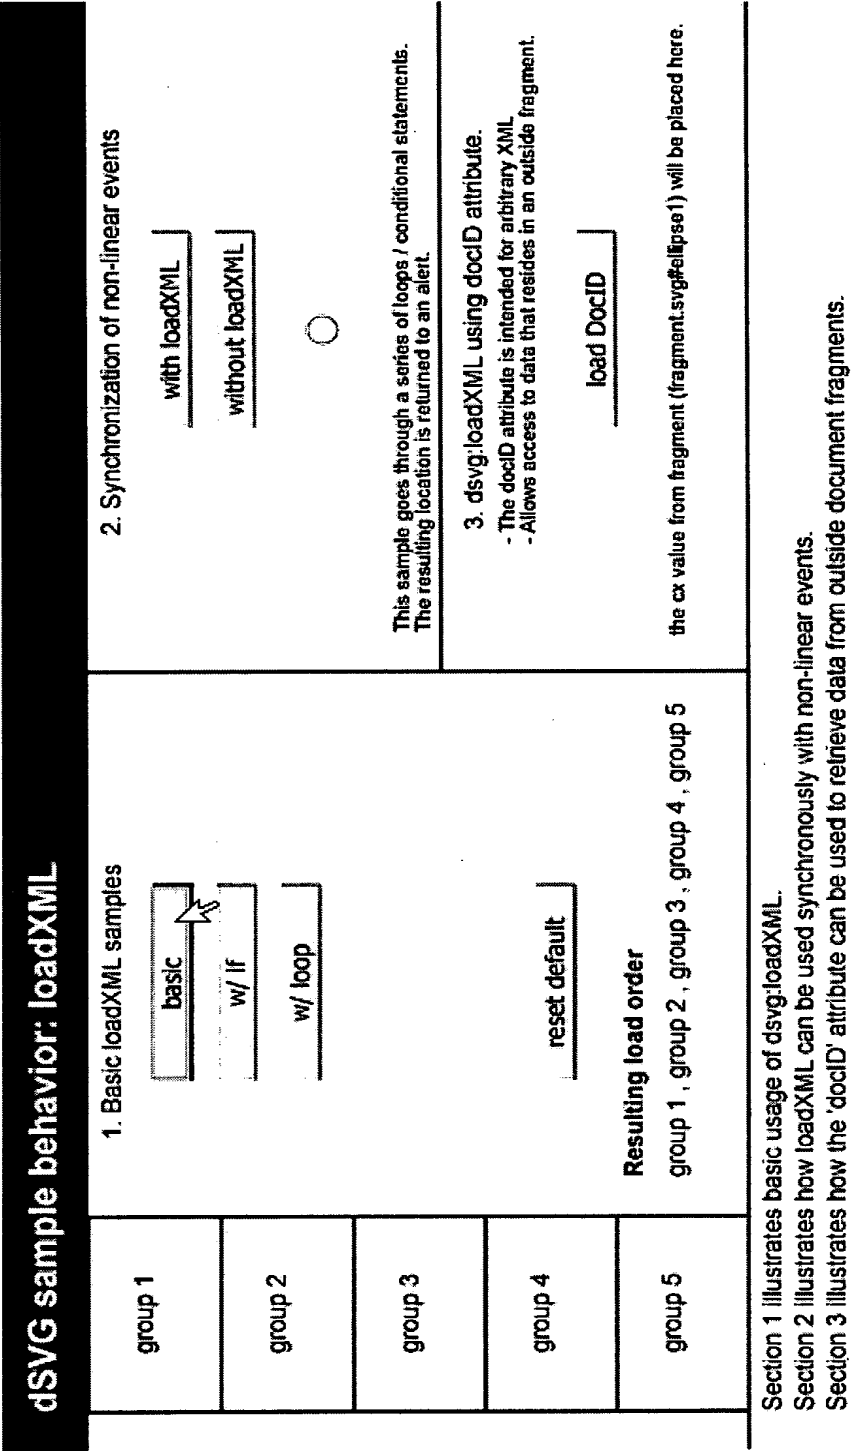 dSVG sample behavior: loadXML
group 1
group 2
group 3
group 4
group 5
1. Basic loadXML samples
basic
w/ if
w/ loop
reset default
Resulting load order
group 1 , group 2 , group 3 , group 4 , group 5
2. Synchronization of non-linear events
with loadXML
without loadXML
This sample goes through a series of loops / conditional statements.
The resulting location is returned to an alert.
3. dsvg:loadXML using docID attribute.
- The docID attribute is intended for arbitrary XML
- Allows access to data that resides in an outside fragment.
load DocID
the cx value from fragment (fragment.svg#ellipse1) will be placed here.
Section 1 illustrates basic usage of dsvg:loadXML.
Section 2 illustrates how loadXML can be used synchronously with non-linear events.
Section 3 illustrates how the 'docID' attribute can be used to retrieve data from outside document fragments.